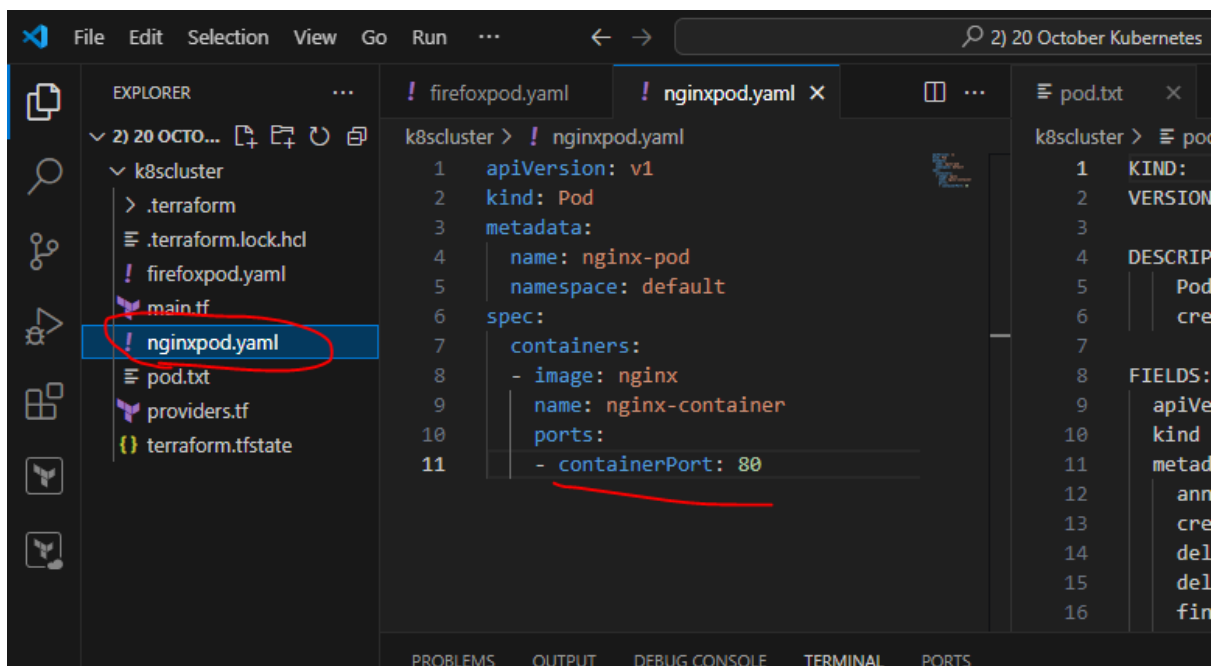 File Edit Selection View Go Run ... ← → 2) 20 October Kubernetes
EXPLORER ...
2) 20 OCTO...
k8scluster
.terraform
.terraform.lock.hcl
firefoxpod.yaml
main.tf
nginxpod.yaml
pod.txt
providers.tf
terraform.tfstate
firefoxpod.yaml
nginxpod.yaml
k8scluster > nginxpod.yaml
1 apiVersion: v1
2 kind: Pod
3 metadata:
4 name: nginx-pod
5 namespace: default
6 spec:
7 containers:
8 - image: nginx
9 name: nginx-container
10 ports:
11 - containerPort: 80
pod.txt
k8scluster > po
1 KIND:
2 VERSION
3
4 DESCRIP
5 Pod
6 cre
7
8 FIELDS:
9 apiVe
10 kind
11 metad
12 ann
13 cre
14 del
15 del
16 fin
PROBLEMS OUTPUT DEBUG CONSOLE TERMINAL PORTS